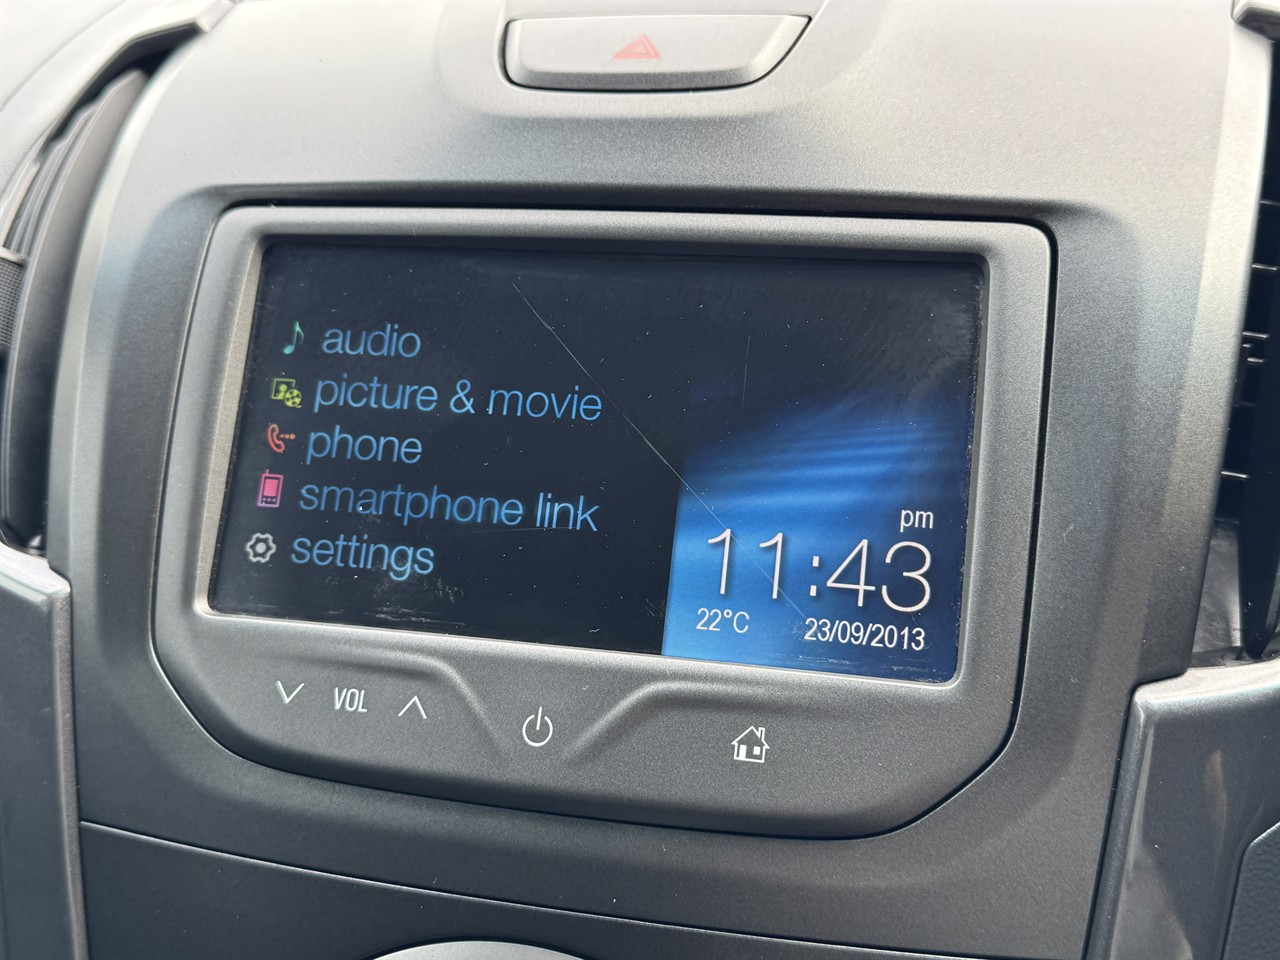 audio
picture & movie
phone
smartphone link
settings
pm
11:43
22°C 23/09/2013
VOL